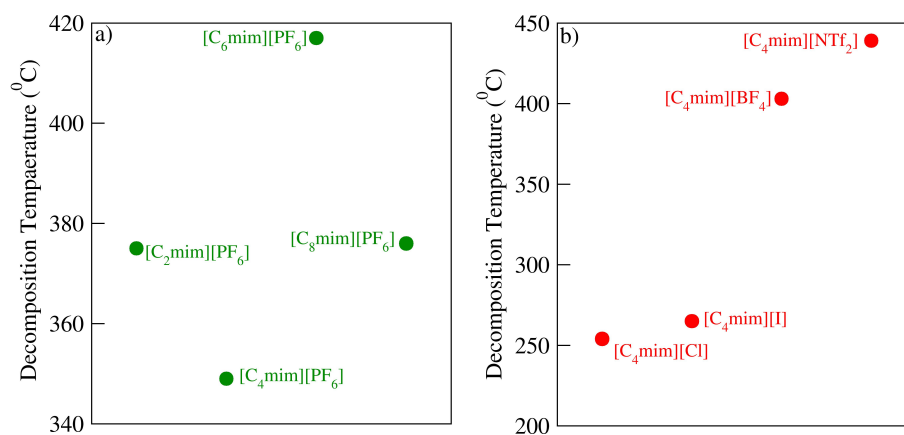 a)
Decomposition Tempaerature (⁰C)
420
400
380
360
340
[C₆mim][PF₆]
[C₈mim][PF₆]
[C₂mim][PF₆]
[C₄mim][PF₆]
b)
Decomposition Temperature (⁰C)
450
400
350
300
250
200
[C₄mim][NTf₂]
[C₄mim][BF₄]
[C₄mim][I]
[C₄mim][Cl]